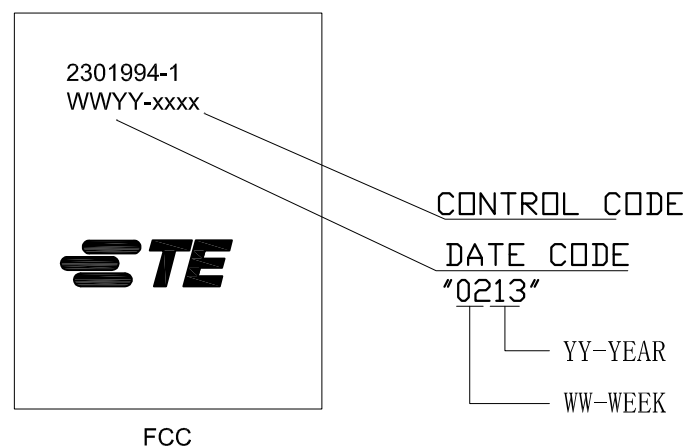 2301994-1
WWYY-xxxx
TE
CONTROL CODE
DATE CODE
"0213"
YY-YEAR
WW-WEEK
FCC